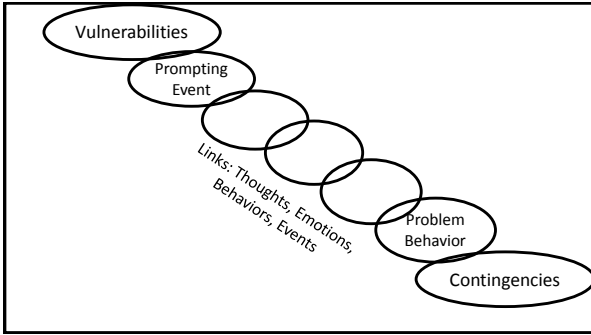 Vulnerabilities
Prompting
Event
Links: Thoughts, Emotions,
Behaviors, Events
Problem
Behavior
Contingencies